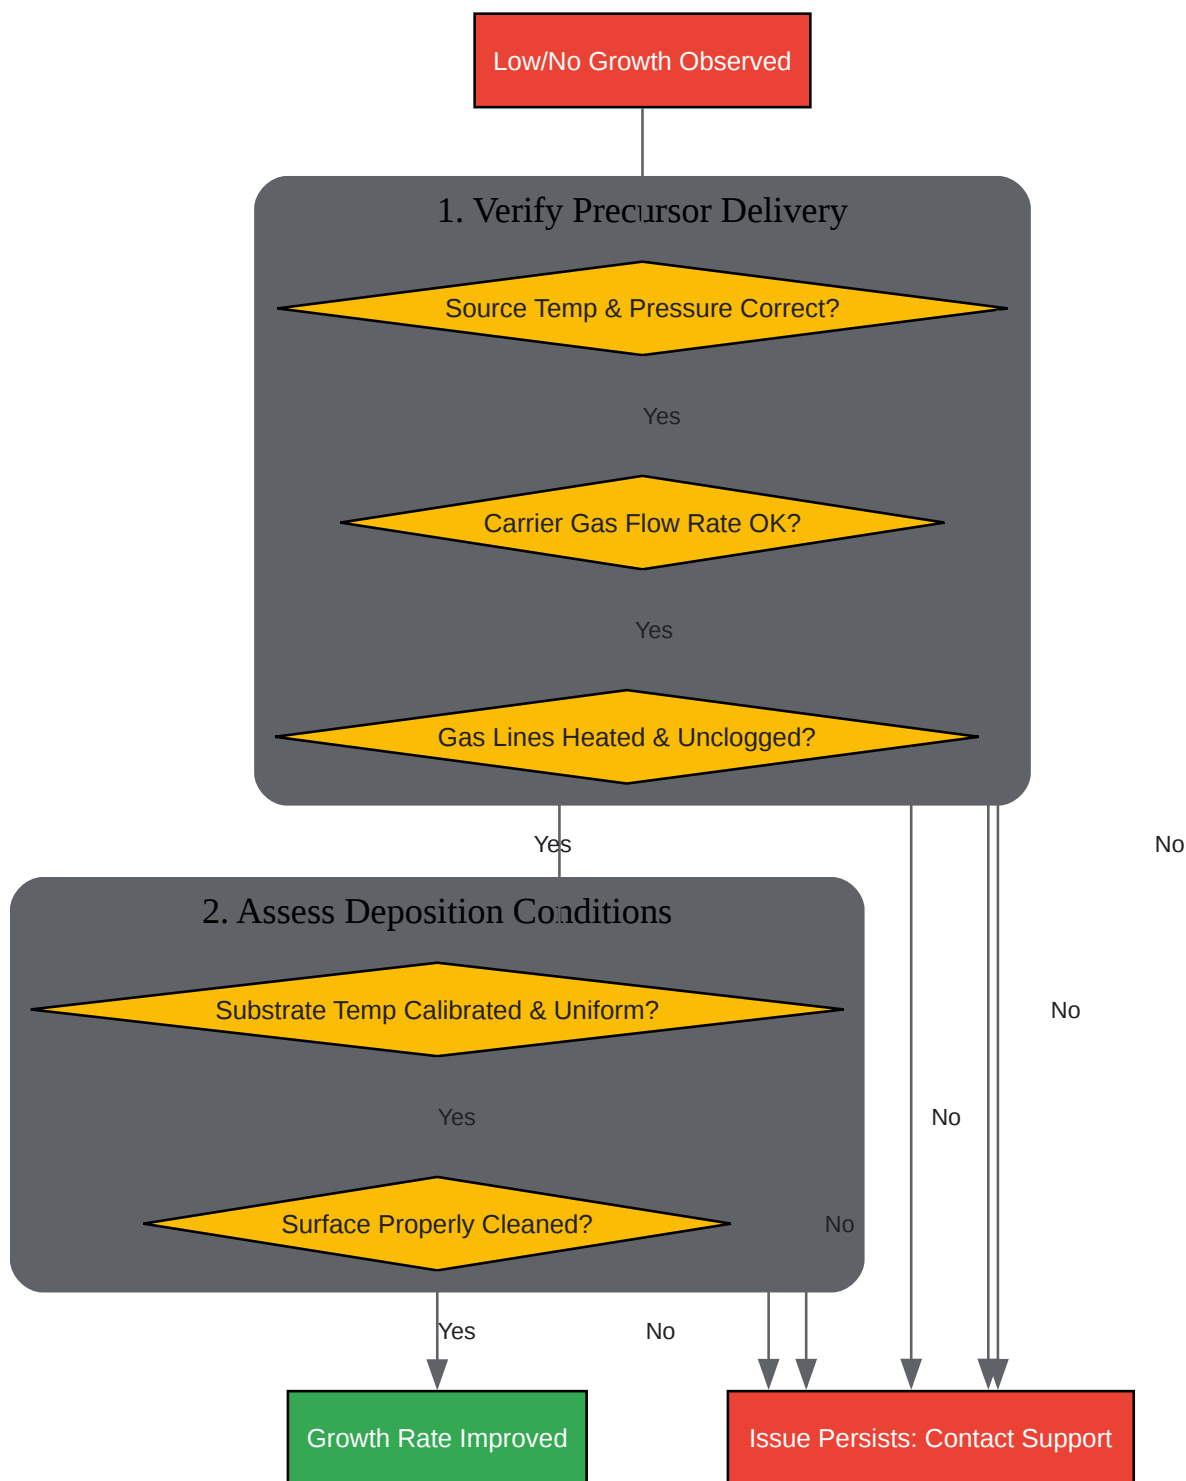 Low/No Growth Observed
1. Verify Precursor Delivery
Source Temp & Pressure Correct?
Yes
Carrier Gas Flow Rate OK?
Yes
Gas Lines Heated & Unclogged?
Yes
No
2. Assess Deposition Conditions
Substrate Temp Calibrated & Uniform?
No
Yes
No
Surface Properly Cleaned?
No
Yes
No
Growth Rate Improved
Issue Persists: Contact Support